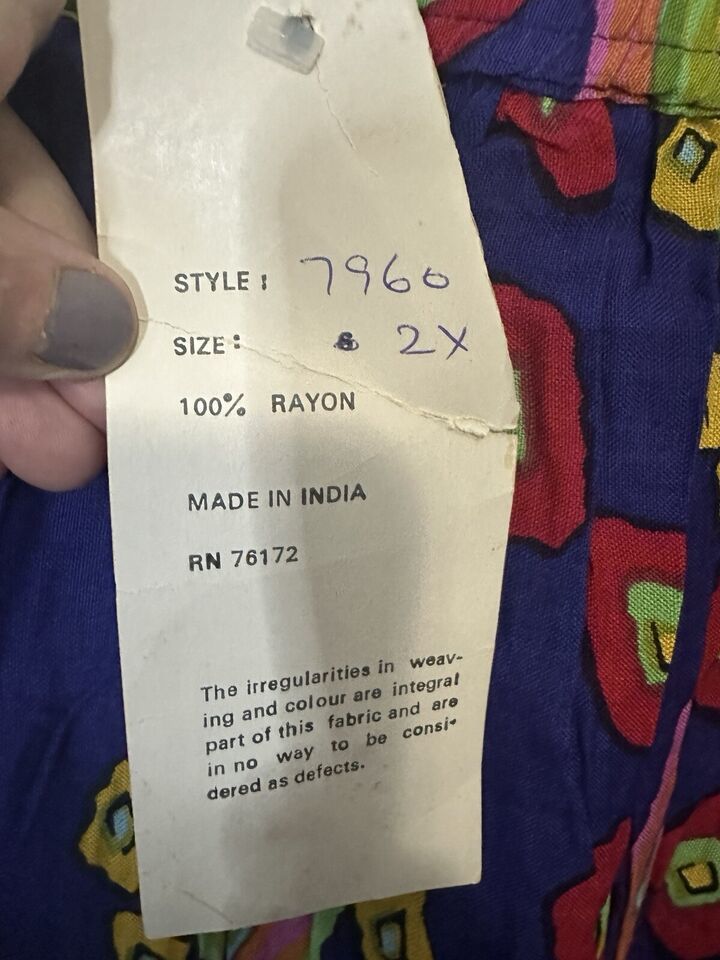 STYLE : 7960
SIZE : 2X
100% RAYON
MADE IN INDIA
RN 76172
The irregularities in weav-
ing and colour are integral
part of this fabric and are
in no way to be consi-
dered as defects.